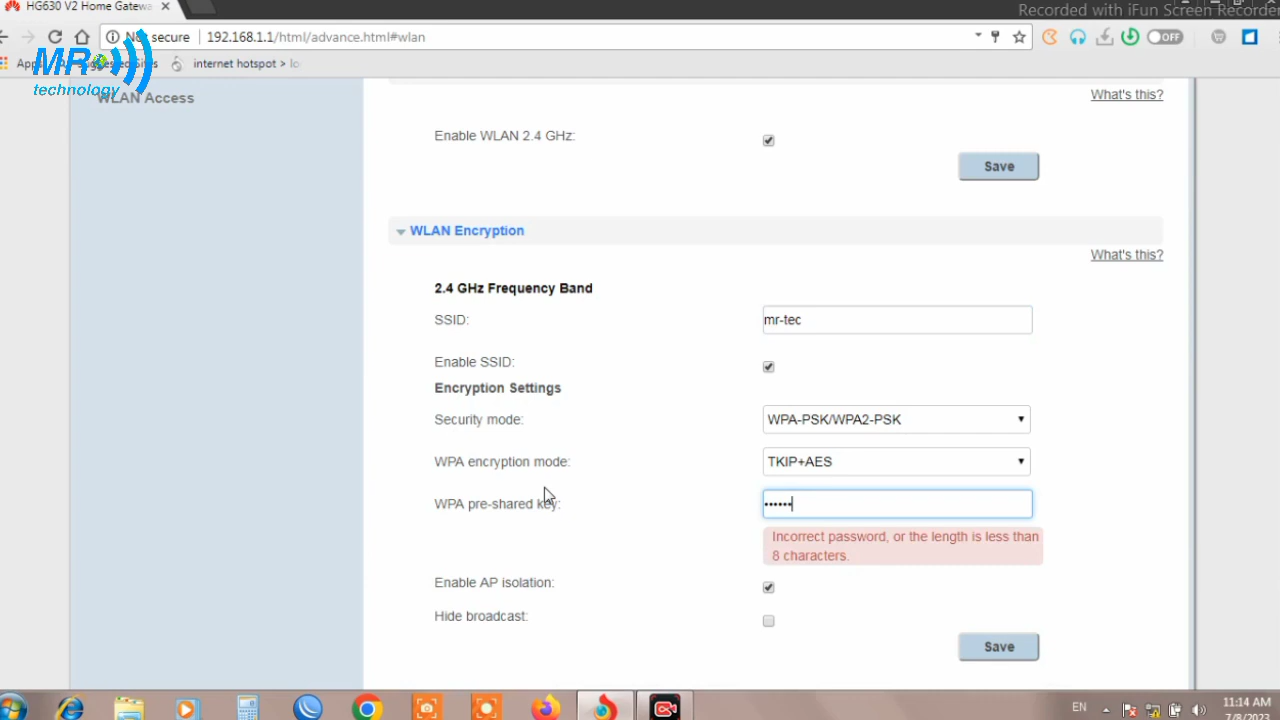 Recorded with iFun Screen Recorder
HG630 V2 Home Gatewa
192.168.1.1/html/advance.html#wlan
OFF
internet hotspot > lo
MR
technology
WLAN Access
What's this?
Enable WLAN 2.4 GHz:
Save
WLAN Encryption
What's this?
2.4 GHz Frequency Band
SSID:
mr-tec
Enable SSID:
Encryption Settings
Security mode:
WPA-PSK/WPA2-PSK
WPA encryption mode:
TKIP+AES
WPA pre-shared key:
••••••
Incorrect password, or the length is less than
8 characters.
Enable AP isolation:
Hide broadcast:
Save
EN
11:14 AM
7/8/2023